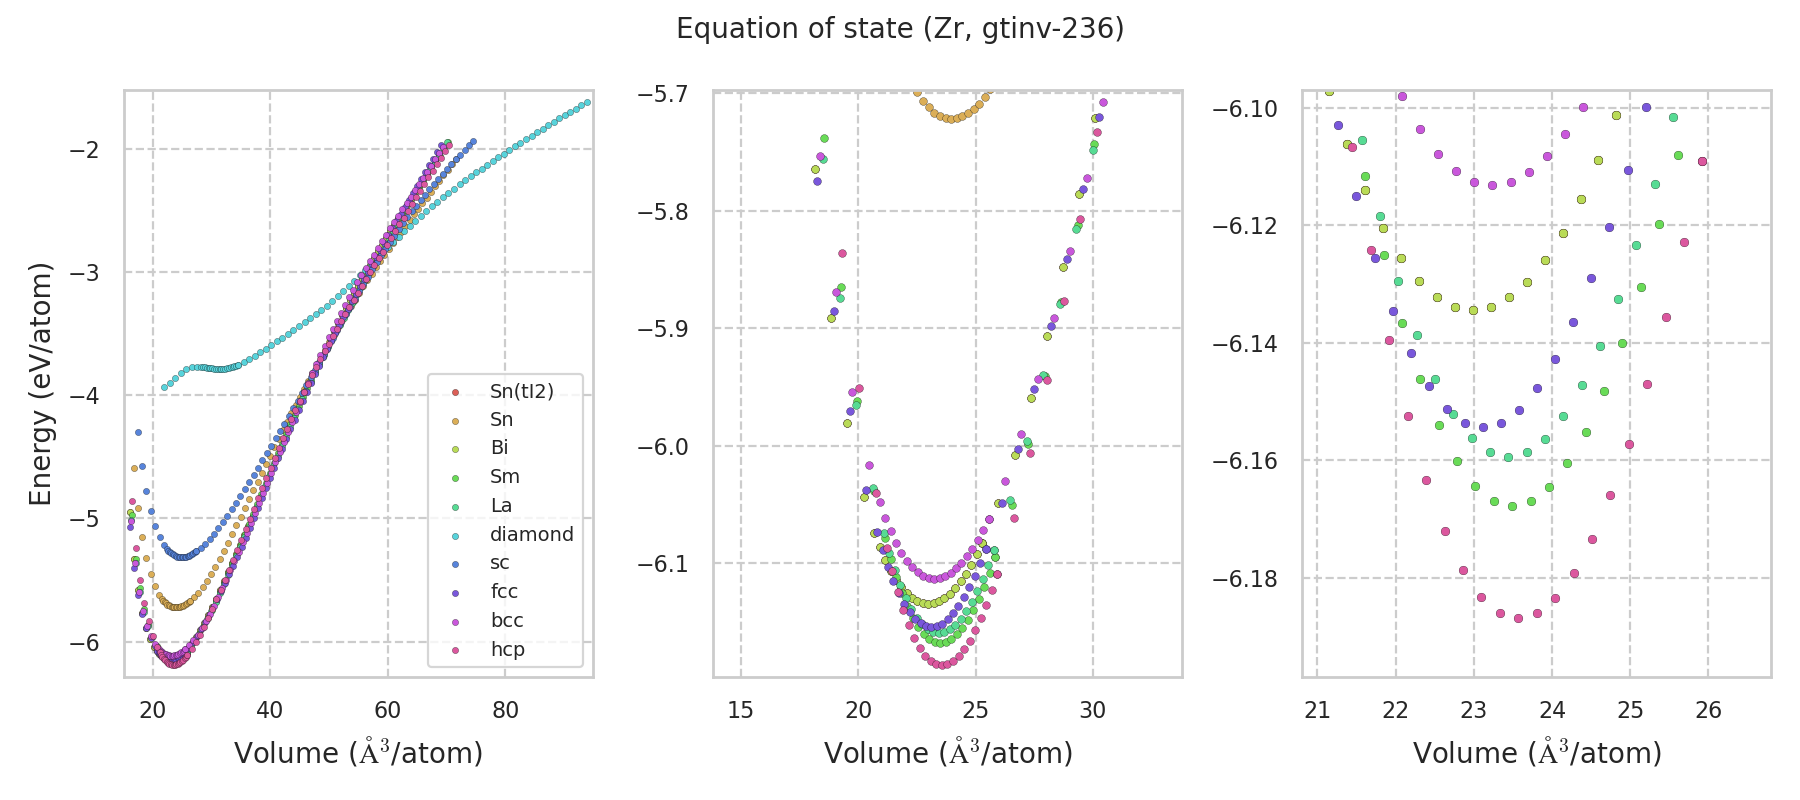 Equation of state (Zr, gtinv-236)
Energy (eV/atom)
−2
−3
−4
−5
−6
20
40
60
80
Volume (Å³/atom)
Sn(tI2)
Sn
Bi
Sm
La
diamond
sc
fcc
bcc
hcp
−5.7
−5.8
−5.9
−6.0
−6.1
15
20
25
30
Volume (Å³/atom)
−6.10
−6.12
−6.14
−6.16
−6.18
21
22
23
24
25
26
Volume (Å³/atom)